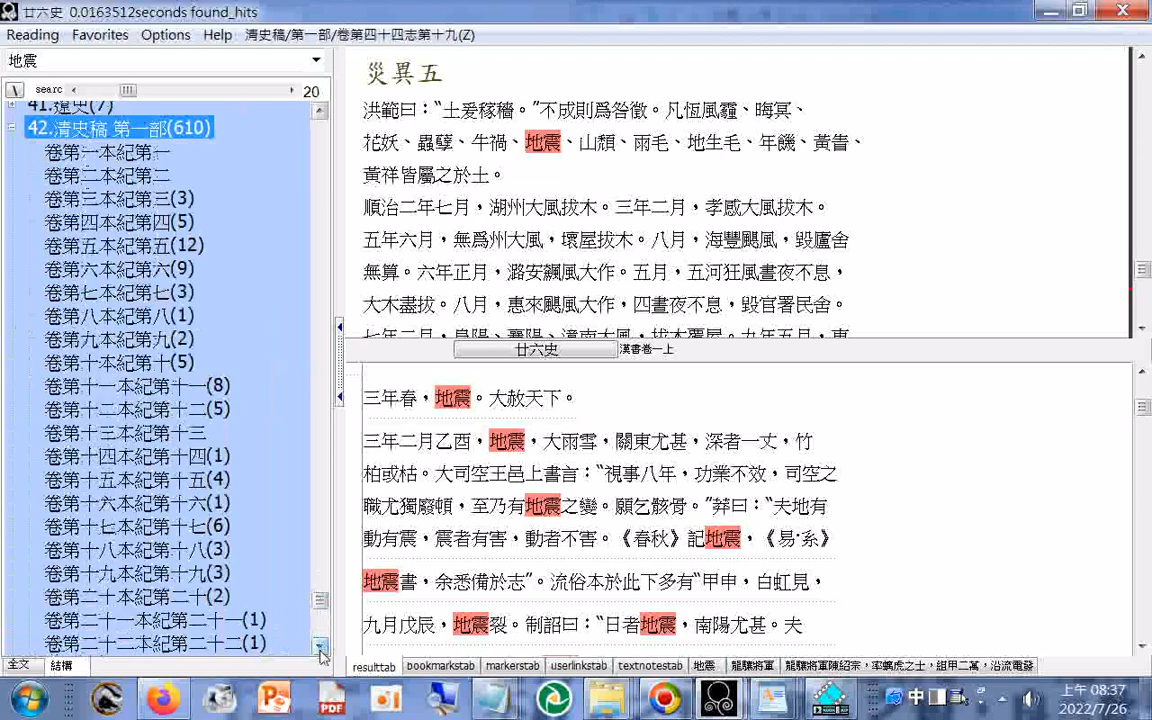 廿六史 0.0163512seconds found_hits
Reading Favorites Options Help 清史稿/第一部/卷第四十四志第十九(Z)
地震
searc
20
41.遼史(7)
42.清史稿 第一部(610)
卷第一本紀第一
卷第二本紀第二
卷第三本紀第三(3)
卷第四本紀第四(5)
卷第五本紀第五(12)
卷第六本紀第六(9)
卷第七本紀第七(3)
卷第八本紀第八(1)
卷第九本紀第九(2)
卷第十本紀第十(5)
卷第十一本紀第十一(8)
卷第十二本紀第十二(5)
卷第十三本紀第十三
卷第十四本紀第十四(1)
卷第十五本紀第十五(4)
卷第十六本紀第十六(1)
卷第十七本紀第十七(6)
卷第十八本紀第十八(3)
卷第十九本紀第十九(3)
卷第二十本紀第二十(2)
卷第二十一本紀第二十一(1)
卷第二十二本紀第二十二(1)
全文 結構
災異五
洪範曰：“土爰稼穡。”不成則爲咎徵。凡恆風霾、晦冥、
花妖、蟲孽、牛禍、地震、山頹、雨毛、地生毛、年饑、黃眚、
黃祥皆屬之於土。
順治二年七月，湖州大風拔木。三年二月，孝感大風拔木。
五年六月，無爲州大風，壞屋拔木。八月，海豐颶風，毀廬舍
無算。六年正月，潞安飆風大作。五月，五河狂風晝夜不息，
大木盡拔。八月，惠來颶風大作，四晝夜不息，毀官署民舍。
廿六史 漢書卷一上
三年春，地震。大赦天下。
三年二月乙酉，地震，大雨雪，關東尤甚，深者一丈，竹
柏或枯。大司空王邑上書言：“視事八年，功業不效，司空之
職尤獨廢頓，至乃有地震之變。願乞骸骨。”莽曰：“夫地有
動有震，震者有害，動者不害。《春秋》記地震，《易·系》
地震書，余悉備於志”。流俗本於此下多有“甲申，白虹見，
九月戊辰，地震裂。制詔曰：“日者地震，南陽尤甚。夫
resulttab bookmarkstab markerstab userlinkstab textnotestab 地震 龍驤將軍 龍驤將軍陳紹宗，率螭虎之士，組甲二萬，沿流電發
PDF
中
上午 08:37
2022/7/26